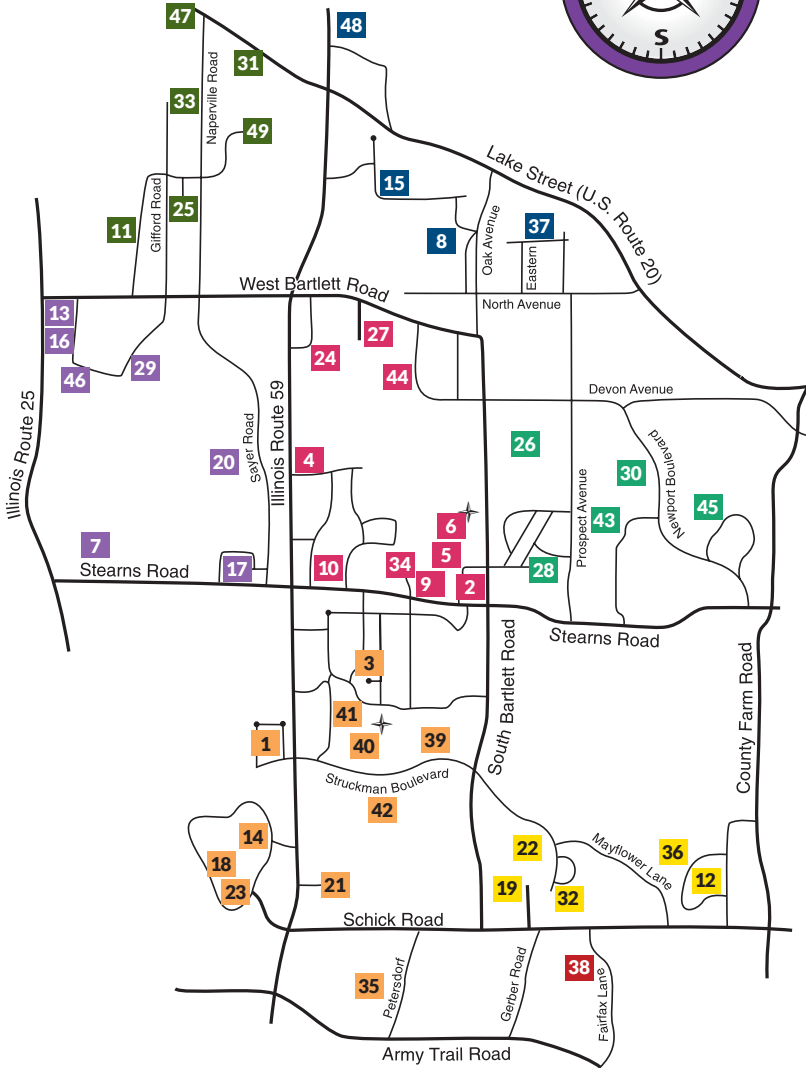 47
48
S
31
Naperville Road
33
49
Lake Street (U.S. Route 20)
15
Gifford Road
25
11
8
Oak Avenue
37
Eastern
West Bartlett Road
North Avenue
13
16
27
24
46
29
44
Devon Avenue
Illinois Route 25
Illinois Route 59
Sayer Road
20
4
26
30
Newport Boulevard
45
43
Prospect Avenue
6
7
5
Stearns Road
17
10
34
9
2
28
Stearns Road
3
South Bartlett Road
County Farm Road
41
1
40
39
Struckman Boulevard
42
14
18
23
22
Mayflower Lane
36
12
21
19
32
Schick Road
35
Petersdorf
Gerber Road
38
Fairfax Lane
Army Trail Road